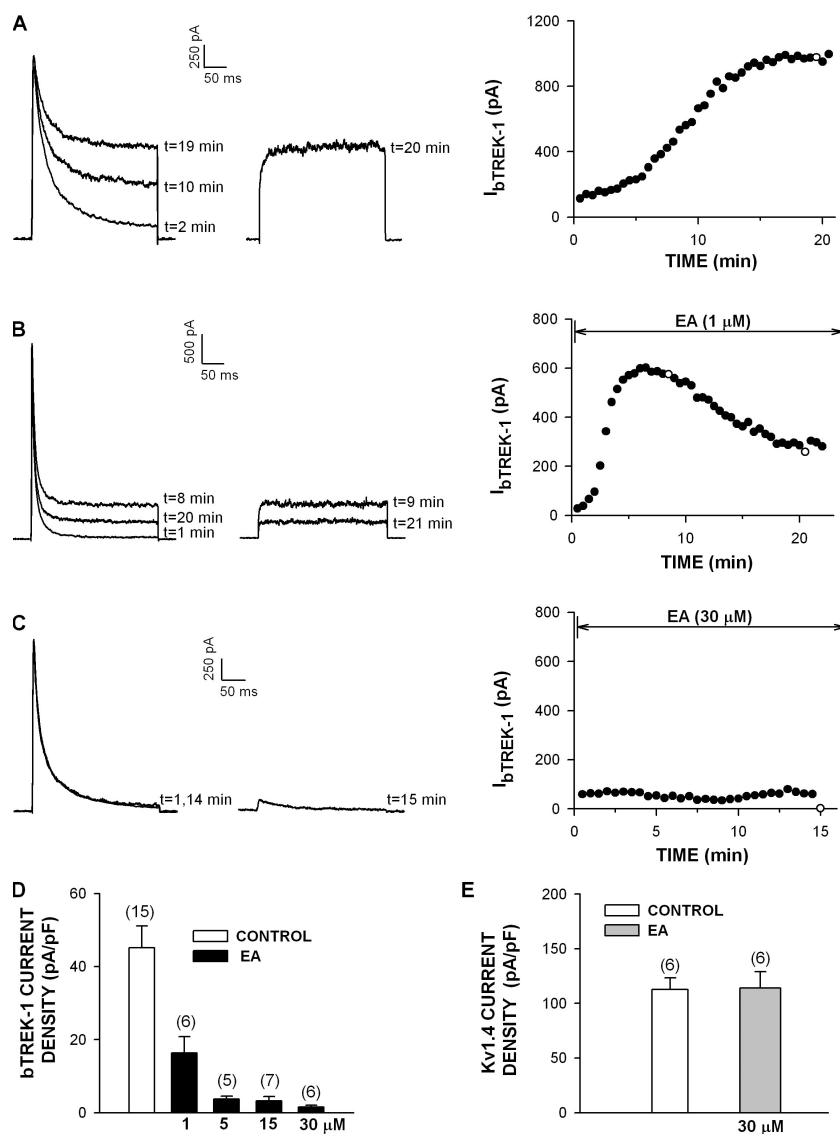 A
250 pA
50 ms
t=19 min
t=10 min
t=2 min
t=20 min
I bTREK-1 (pA)
1200
800
400
0
0 10 20
TIME (min)
B
500 pA
50 ms
t=8 min
t=20 min
t=1 min
t=9 min
t=21 min
EA (1 µM)
I bTREK-1 (pA)
800
600
400
200
0
10 20
TIME (min)
C
250 pA
50 ms
t=1,14 min
t=15 min
EA (30 µM)
I bTREK-1 (pA)
800
600
400
200
0
0 5 10 15
TIME (min)
D
bTREK-1 CURRENT
DENSITY (pA/pF)
60
40
20
0
(15)
(6)
(5)
(7)
(6)
CONTROL
EA
1 5 15 30 µM
E
Kv1.4 CURRENT
DENSITY (pA/pF)
200
150
100
50
0
CONTROL
EA
(6)
(6)
30 µM